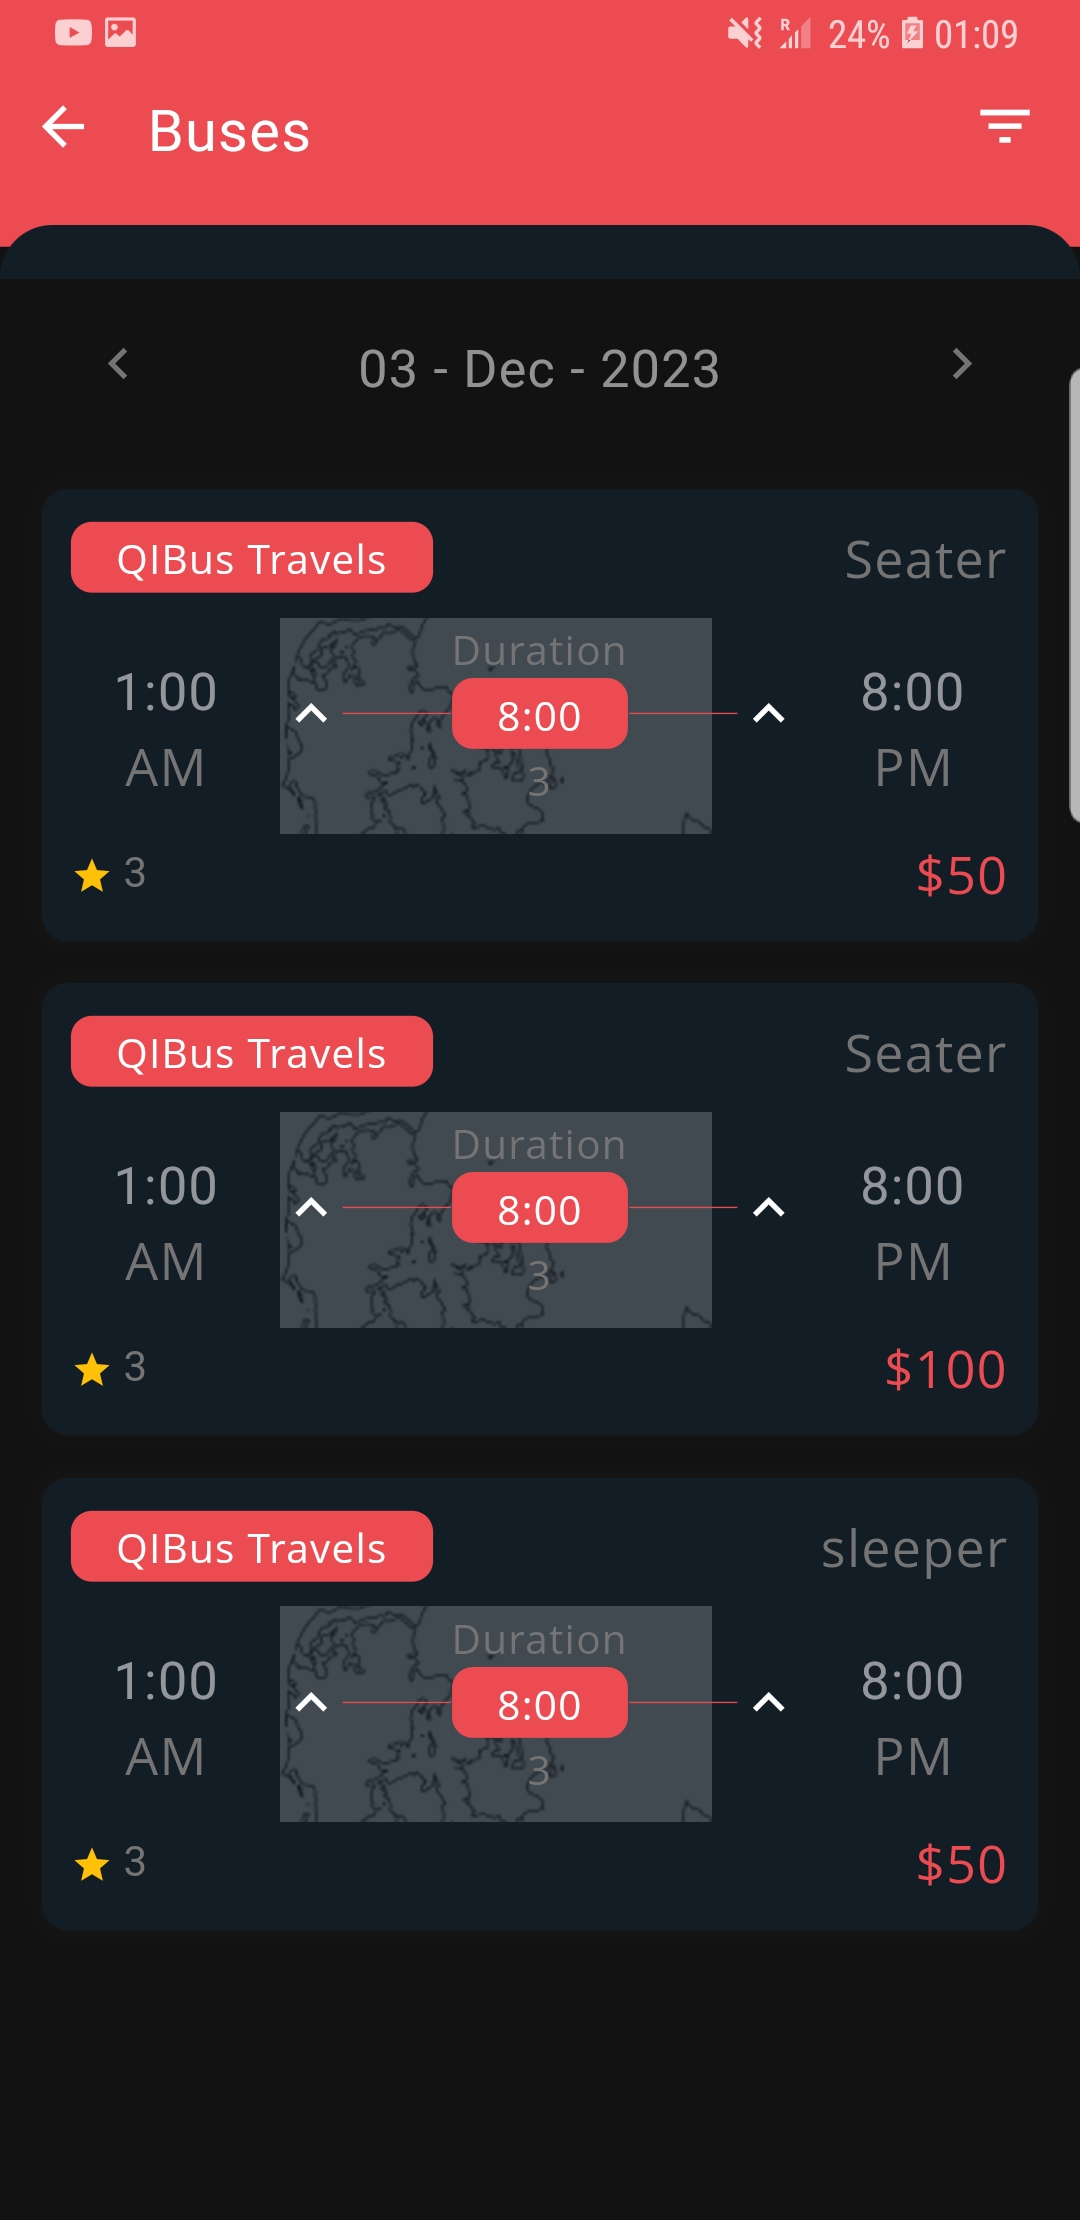 R 24% 01:09
Buses
03 - Dec - 2023
QIBus Travels Seater
Duration
1:00 8:00 8:00
AM 3 PM
3 $50
QIBus Travels Seater
Duration
1:00 8:00 8:00
AM 3 PM
3 $100
QIBus Travels sleeper
Duration
1:00 8:00 8:00
AM 3 PM
3 $50